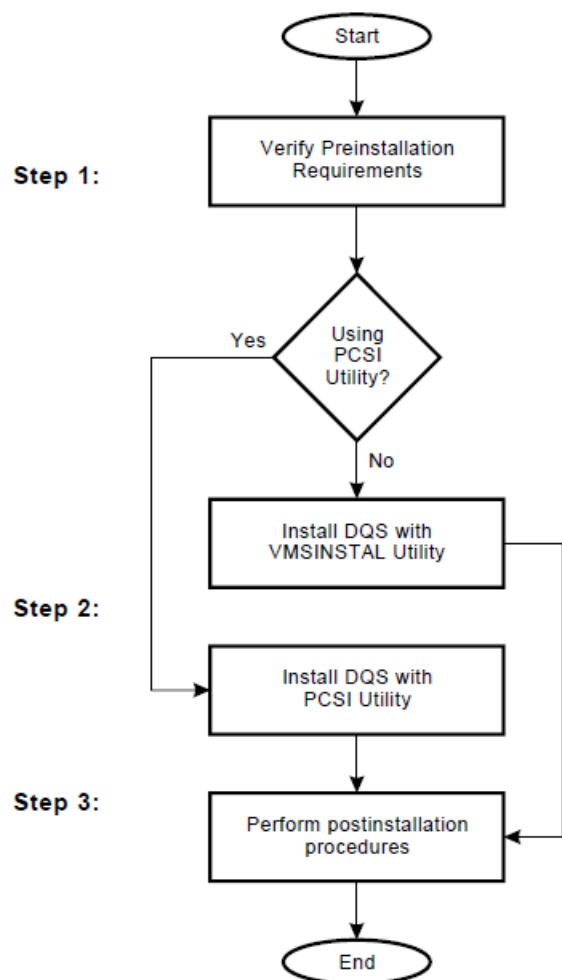 Start
Verify Preinstallation
Requirements
Step 1:
Using
PCSI
Utility?
Yes
No
Install DQS with
VMSINSTAL Utility
Step 2:
Install DQS with
PCSI Utility
Step 3:
Perform postinstallation
procedures
End